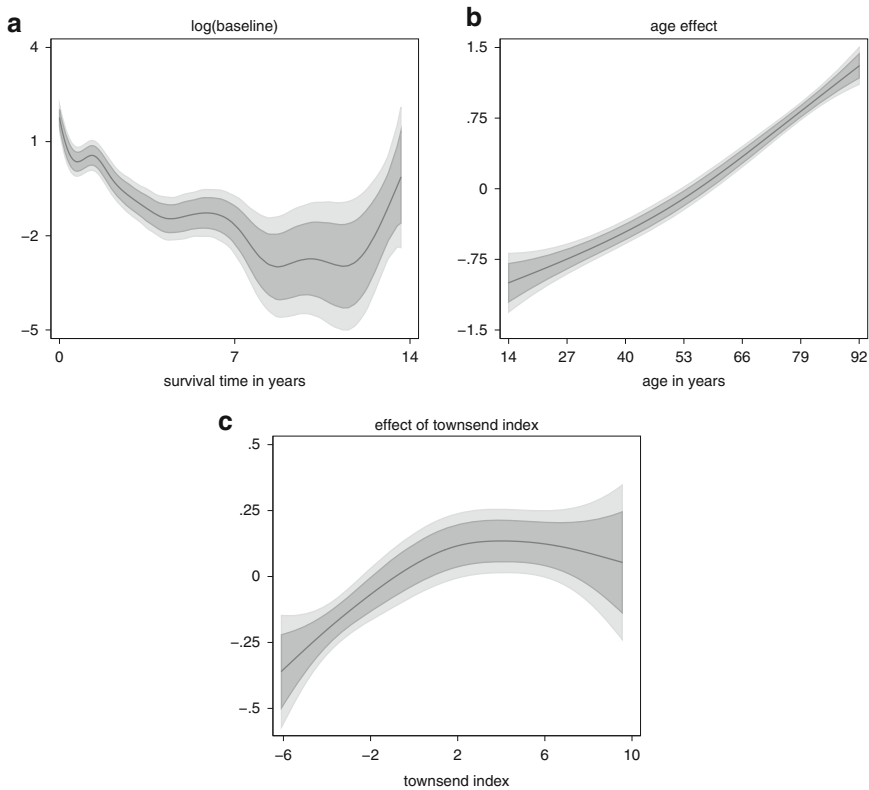 a
log(baseline)
4
1
−2
−5
0 7 14
survival time in years
b
age effect
1.5
.75
0
−.75
−1.5
14 27 40 53 66 79 92
age in years
c
effect of townsend index
.5
.25
0
−.25
−.5
−6 −2 2 6 10
townsend index